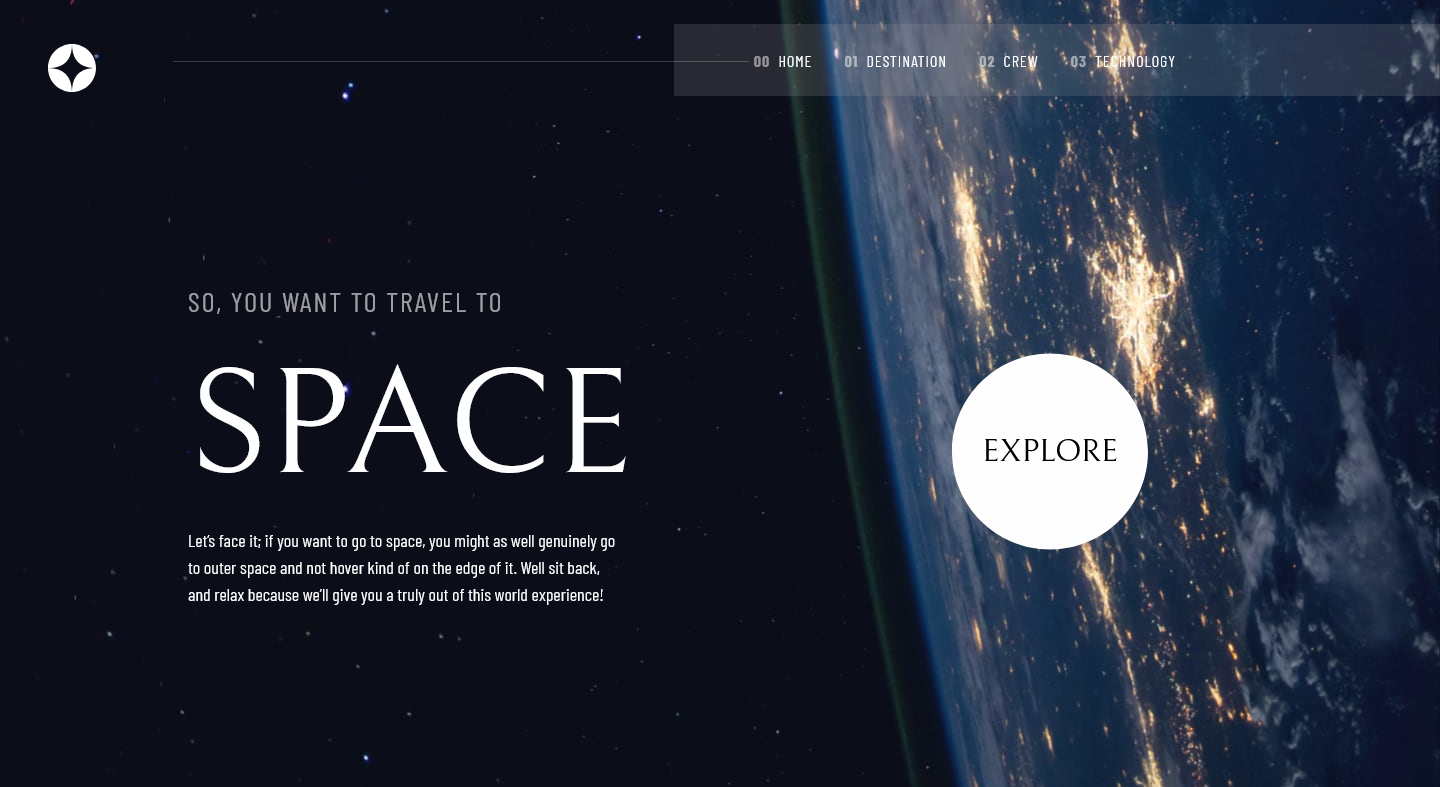 00 HOME 01 DESTINATION 02 CREW 03 TECHNOLOGY
SO, YOU WANT TO TRAVEL TO
SPACE
EXPLORE
Let's face it; if you want to go to space, you might as well genuinely go
to outer space and not hover kind of on the edge of it. Well sit back,
and relax because we'll give you a truly out of this world experience!